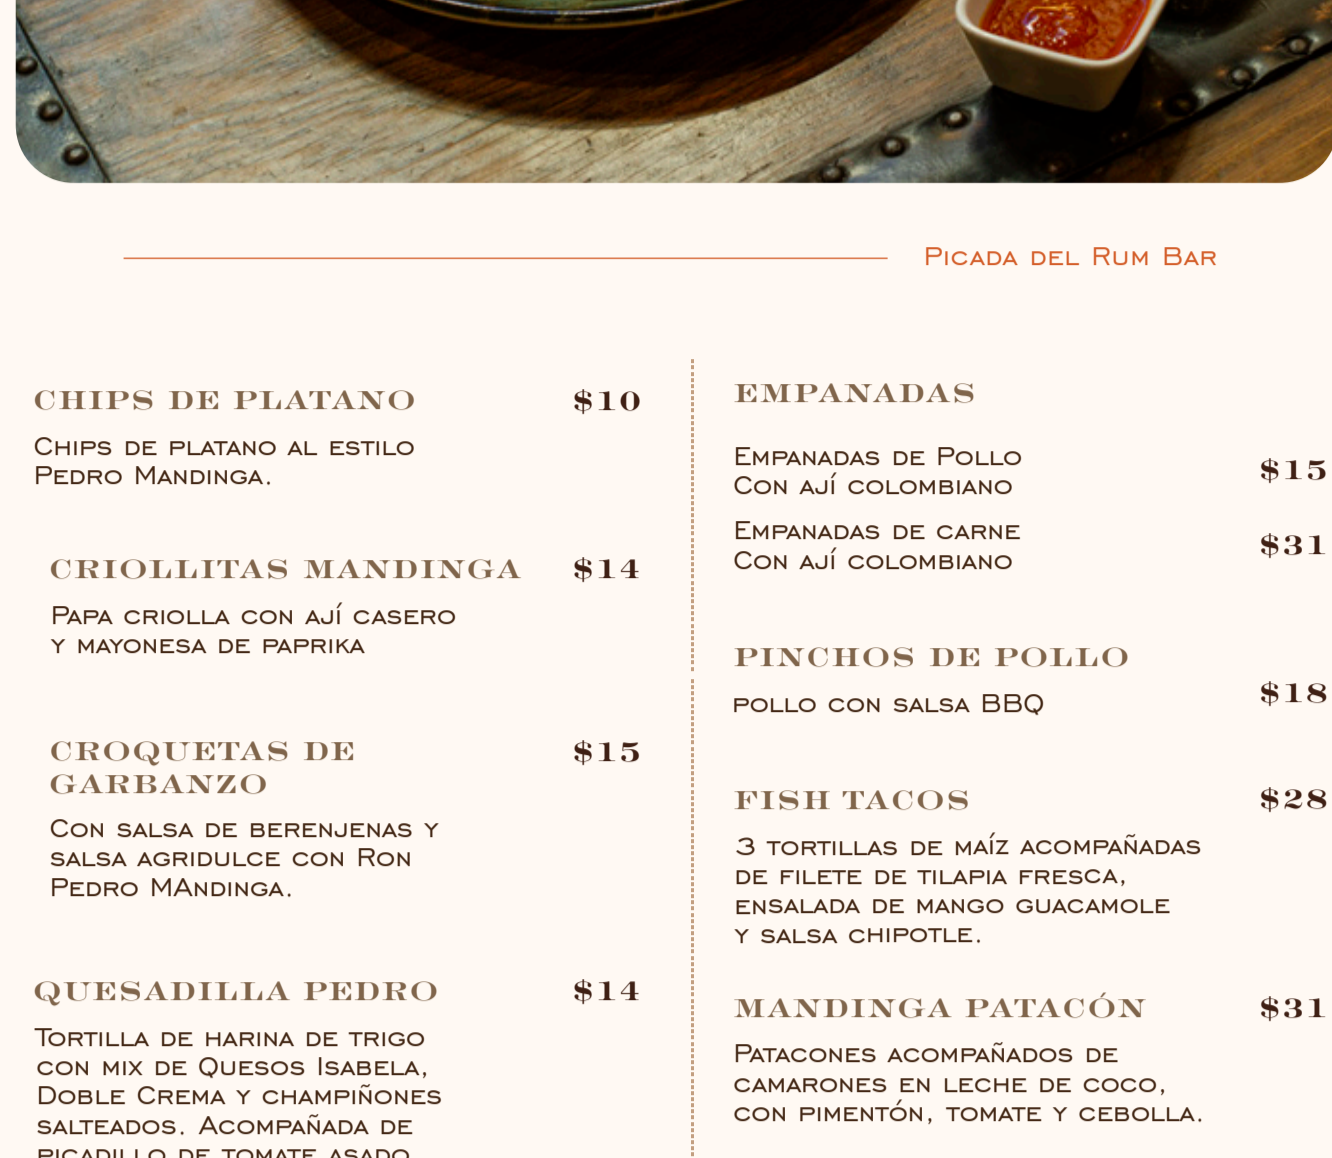 Picada del Rum Bar
CHIPS DE PLATANO $10
Chips de platano al estilo
Pedro Mandinga.
CRIOLLITAS MANDINGA $14
Papa criolla con ají casero
y mayonesa de paprika
CROQUETAS DE $15
GARBANZO
Con salsa de berenjenas y
salsa agridulce con Ron
Pedro MAndinga.
QUESADILLA PEDRO $14
Tortilla de harina de trigo
con mix de Quesos Isabela,
Doble Crema y champiñones
salteados. Acompañada de
picadillo de tomate asado
EMPANADAS
Empanadas de Pollo
Con ají colombiano $15
Empanadas de carne
Con ají colombiano $31
PINCHOS DE POLLO
pollo con salsa BBQ $18
FISH TACOS $28
3 tortillas de maíz acompañadas
de filete de tilapia fresca,
ensalada de mango guacamole
y salsa chipotle.
MANDINGA PATACÓN $31
Patacones acompañados de
camarones en leche de coco,
con pimentón, tomate y cebolla.